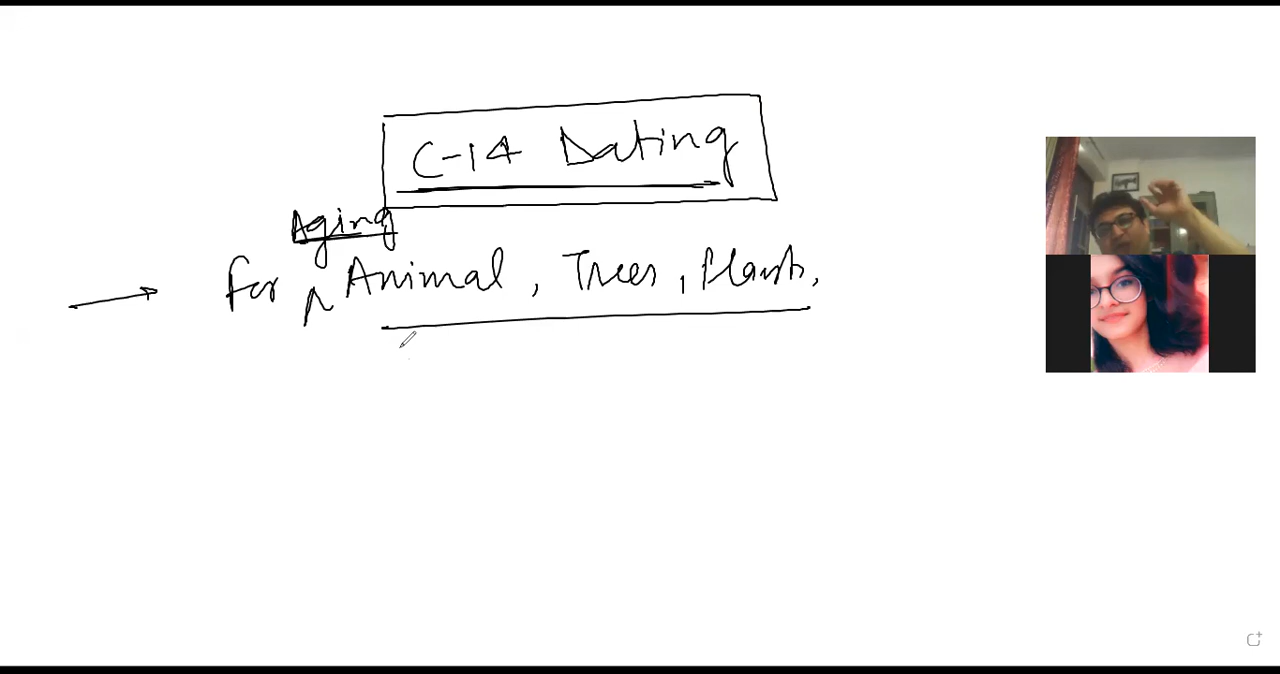 C-14 Dating
Aging
for Animal, Trees, Plants,